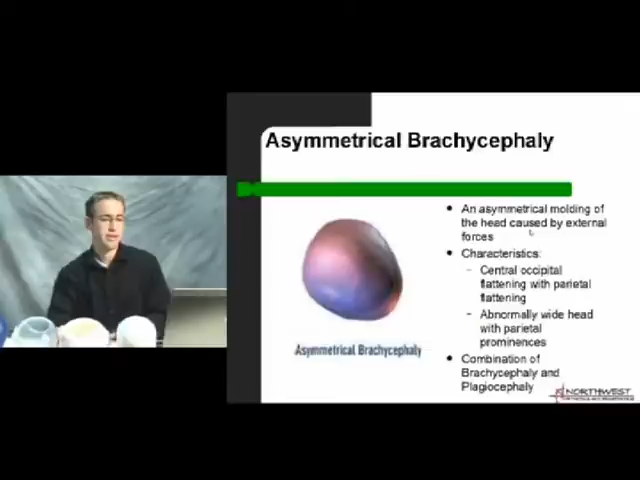 Asymmetrical Brachycephaly
An asymmetrical molding of
the head caused by external
forces
Characteristics:
Central occipital
flattening with parietal
flattening
Abnormally wide head
with parietal
prominences
Combination of
Brachycephaly and
Plagiocephaly
Asymmetrical Brachycephaly
NORTHWEST